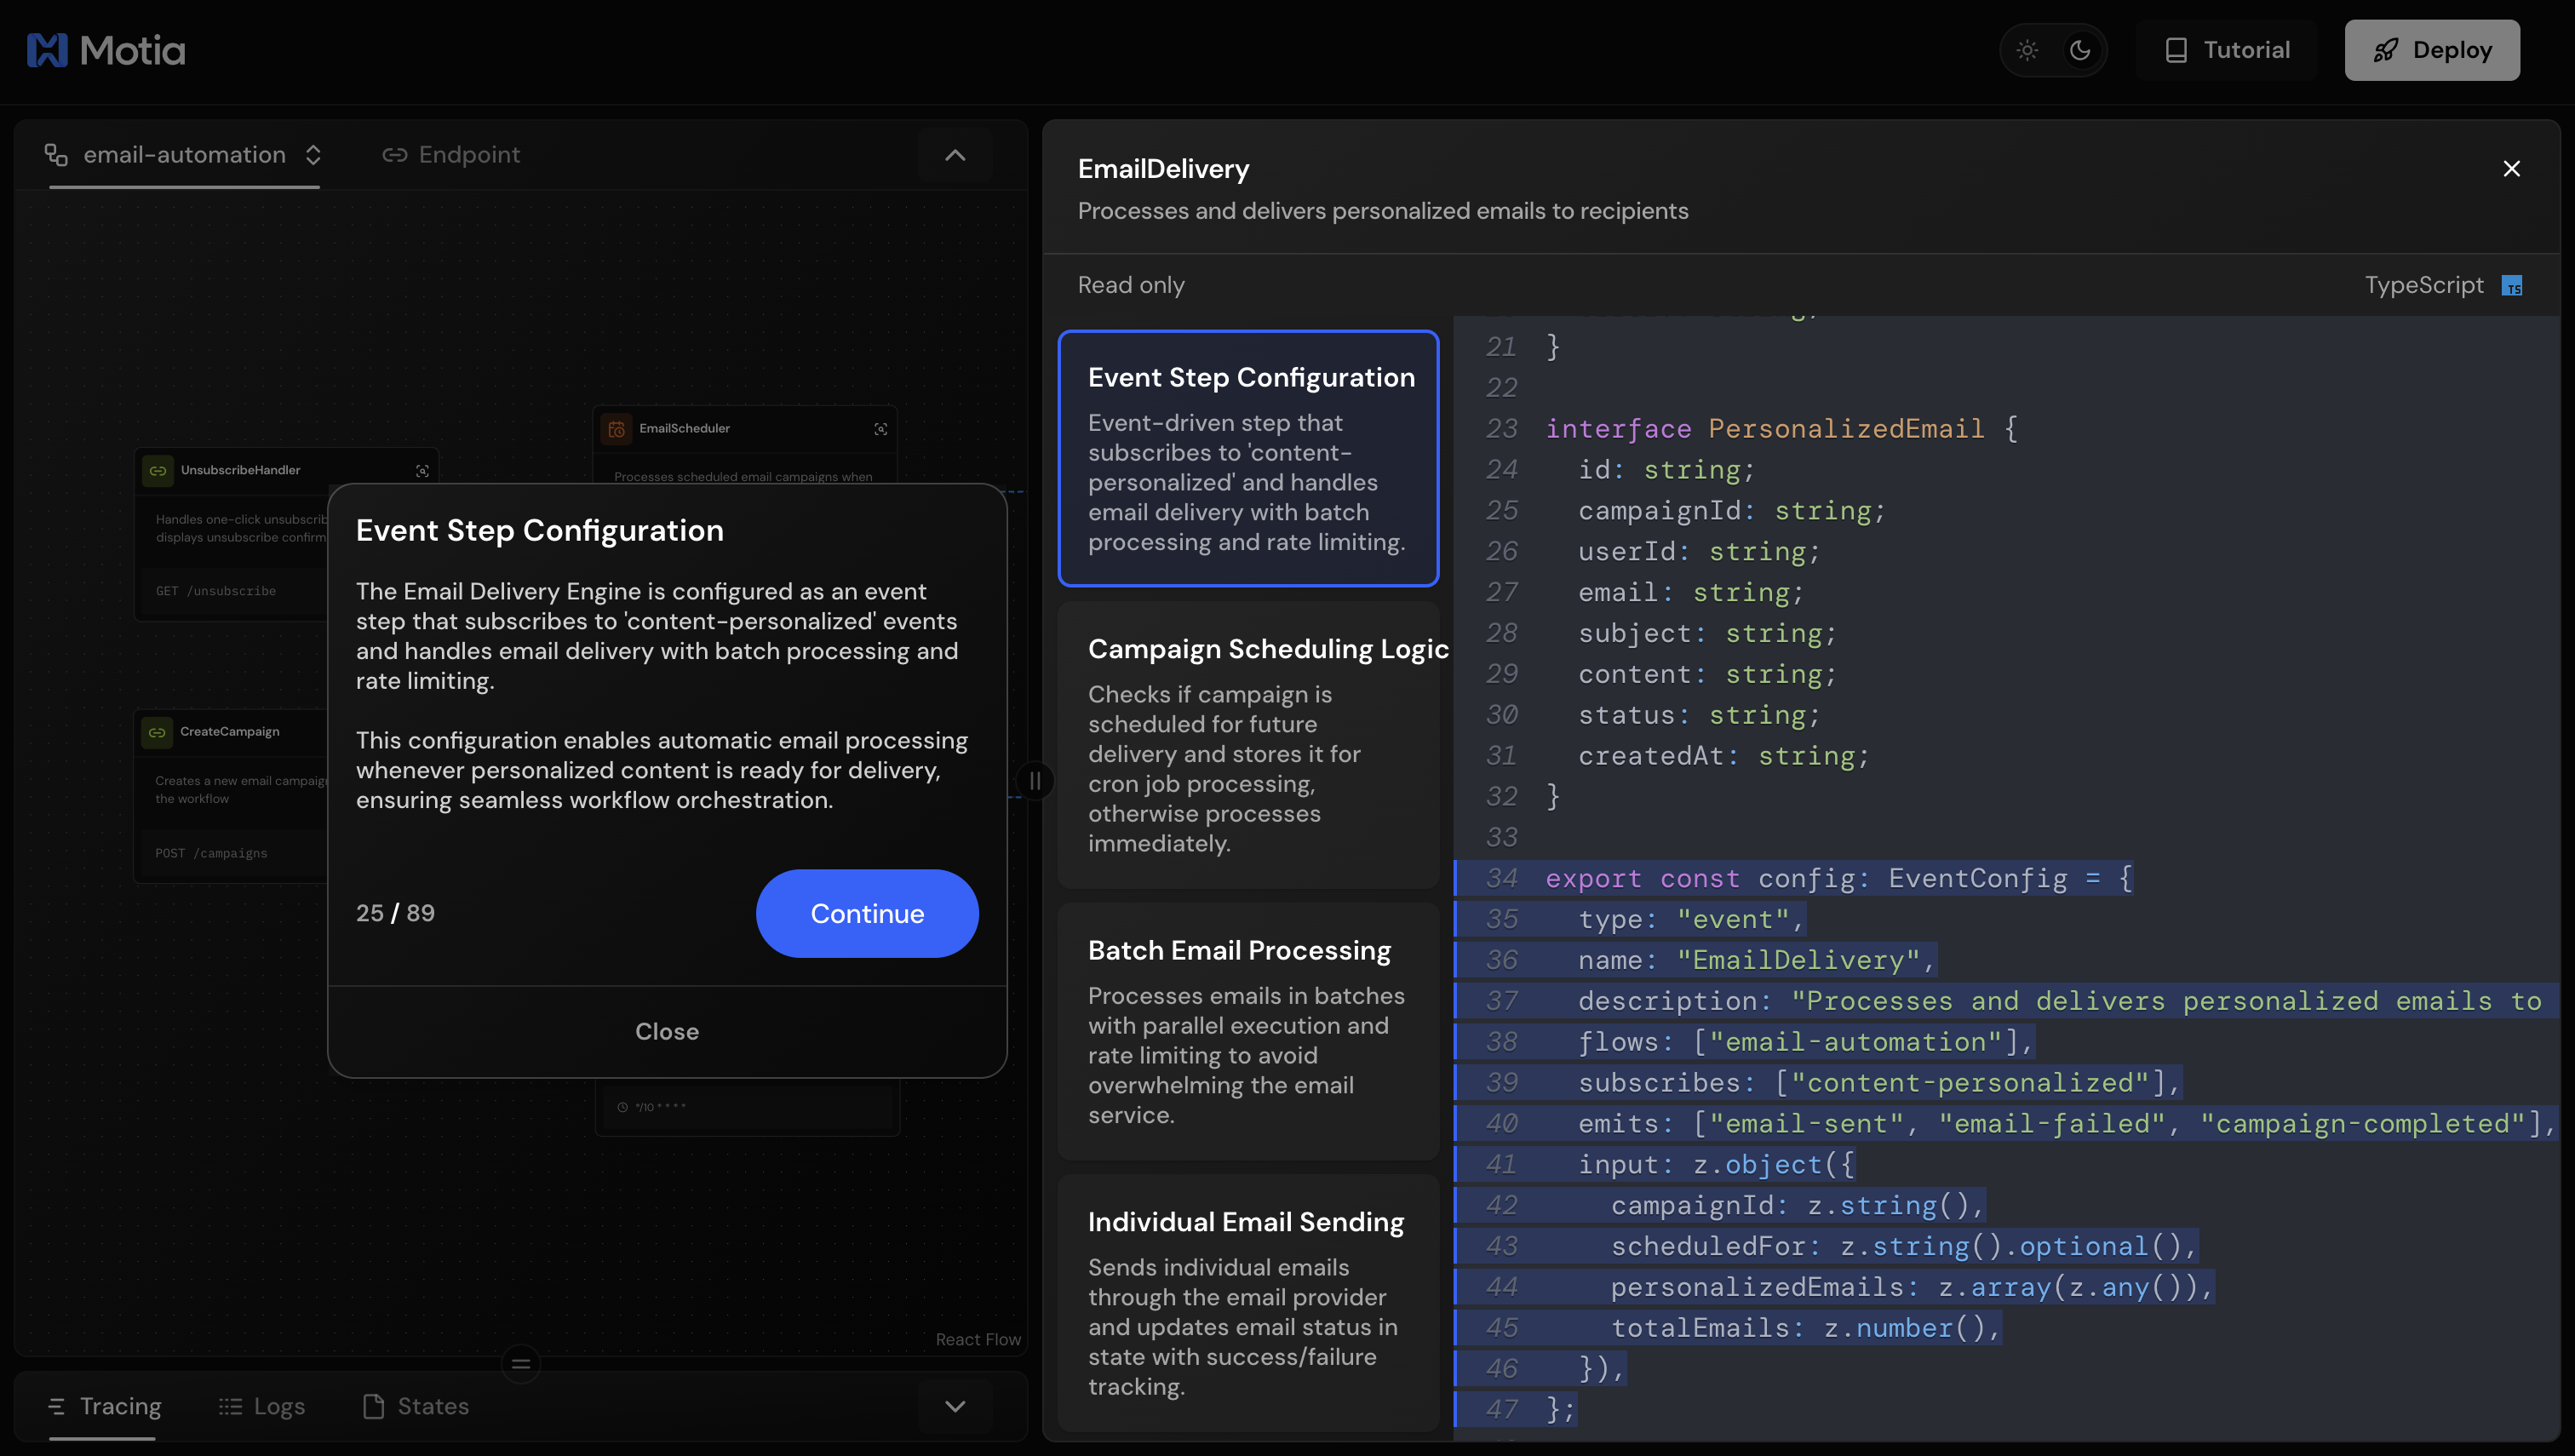 Motia
Tutorial
Deploy
email-automation
Endpoint
UnsubscribeHandler
Handles one-click unsubscrib
displays unsubscribe confirm
GET /unsubscribe
EmailScheduler
Processes scheduled email campaigns when
CreateCampaign
Creates a new email campaign
the workflow
POST /campaigns
*/10 * * * *
React Flow
Event Step Configuration
The Email Delivery Engine is configured as an event
step that subscribes to 'content-personalized' events
and handles email delivery with batch processing and
rate limiting.
This configuration enables automatic email processing
whenever personalized content is ready for delivery,
ensuring seamless workflow orchestration.
25 / 89
Continue
Close
Tracing
Logs
States
EmailDelivery
Processes and delivers personalized emails to recipients
Read only
TypeScript TS
Event Step Configuration
Event-driven step that
subscribes to 'content-
personalized' and handles
email delivery with batch
processing and rate limiting.
Campaign Scheduling Logic
Checks if campaign is
scheduled for future
delivery and stores it for
cron job processing,
otherwise processes
immediately.
Batch Email Processing
Processes emails in batches
with parallel execution and
rate limiting to avoid
overwhelming the email
service.
Individual Email Sending
Sends individual emails
through the email provider
and updates email status in
state with success/failure
tracking.
21 }
22
23 interface PersonalizedEmail {
24 id: string;
25 campaignId: string;
26 userId: string;
27 email: string;
28 subject: string;
29 content: string;
30 status: string;
31 createdAt: string;
32 }
33
34 export const config: EventConfig = {
35 type: "event",
36 name: "EmailDelivery",
37 description: "Processes and delivers personalized emails to
38 flows: ["email-automation"],
39 subscribes: ["content-personalized"],
40 emits: ["email-sent", "email-failed", "campaign-completed"],
41 input: z.object({
42 campaignId: z.string(),
43 scheduledFor: z.string().optional(),
44 personalizedEmails: z.array(z.any()),
45 totalEmails: z.number(),
46 }),
47 };